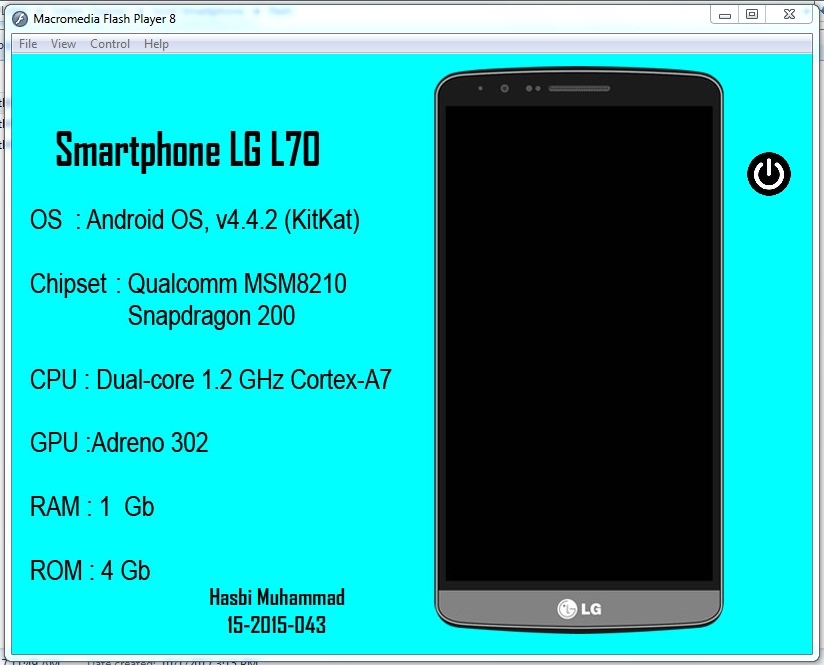 Macromedia Flash Player 8
File View Control Help
Smartphone LG L70
OS : Android OS, v4.4.2 (KitKat)
Chipset : Qualcomm MSM8210
Snapdragon 200
CPU : Dual-core 1.2 GHz Cortex-A7
GPU :Adreno 302
RAM : 1 Gb
ROM : 4 Gb
Hasbi Muhammad
15-2015-043
LG